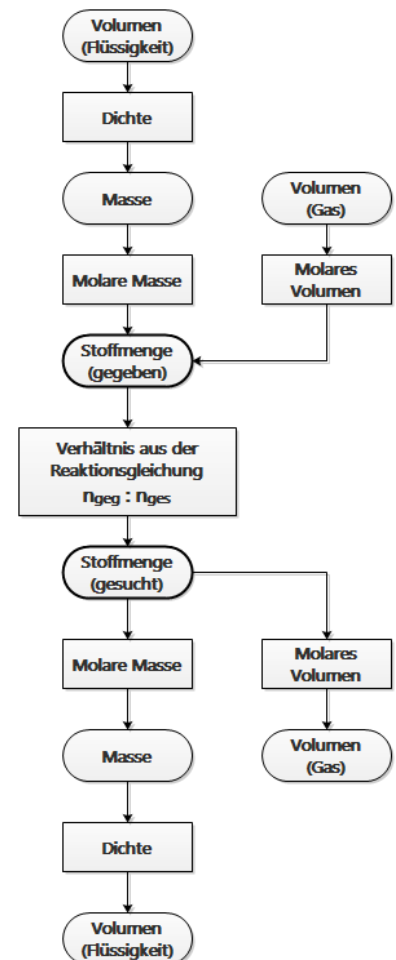 Volumen
(Flüssigkeit)
Dichte
Masse
Volumen
(Gas)
Molare Masse
Molares
Volumen
Stoffmenge
(gegeben)
Verhältnis aus der
Reaktionsgleichung
ngeg : nges
Stoffmenge
(gesucht)
Molare Masse
Molares
Volumen
Masse
Volumen
(Gas)
Dichte
Volumen
(Flüssigkeit)